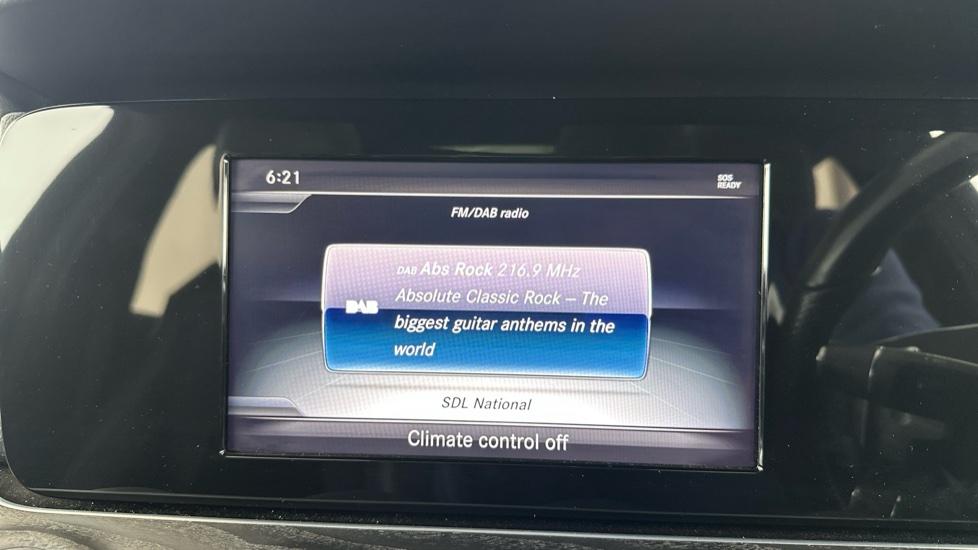 6:21
SOS
READY
FM/DAB radio
DAB Abs Rock 216.9 MHz
DAB
Absolute Classic Rock – The
biggest guitar anthems in the
world
SDL National
Climate control off